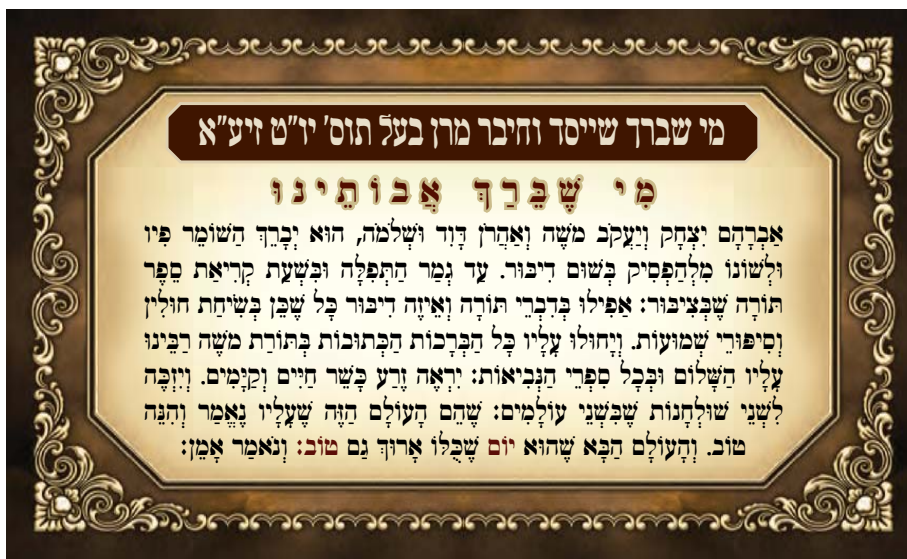 מי שברך שייסד וחיבר מרן בעל תוס' יו"ט זיע"א
מִי שֶׁבֵּרַךְ אֲבוֹתֵינוּ
אַבְרָהָם יִצְחָק וְיַעֲקֹב מֹשֶׁה וְאַהֲרֹן דָּוִד וּשְׁלֹמֹה, הוּא יְבָרֵךְ הַשּׁוֹמֵר פִּיו
וּלְשׁוֹנוֹ מִלְהַפְסִיק בְּשׁוּם דִיבּוּר. עַד גְּמַר הַתְּפִלָּה וּבִשְׁעַת קְרִיאַת סֵפֶר
תּוֹרָה שֶׁבְּצִיבּוּר: אֲפִילוּ בְּדִבְרֵי תּוֹרָה וְאֵיזֶה דִיבּוּר כָּל שֶׁכֵּן בְּשִׂיחַת חוּלִין
וְסִיפּוּרֵי שְׁמוּעוֹת. וְיָחוּלוּ עָלָיו כָּל הַבְּרָכוֹת הַכְּתוּבוֹת בְּתוֹרַת מֹשֶׁה רַבֵּינוּ
עָלָיו הַשָּׁלוֹם וּבְכָל סִפְרֵי הַנְּבִיאוֹת: יִרְאֶה זֶרַע כָּשֵׁר חַיִּים וְקַיָּמִים. וְיִזְכֶּה
לִשְׁנֵי שׁוּלְחָנוֹת שֶׁבִּשְׁנֵי עוֹלָמִים: שֶׁהֵם הָעוֹלָם הַזֶּה שֶׁעָלָיו נֶאֱמַר וְהִנֵּה
טוֹב. וְהָעוֹלָם הַבָּא שֶׁהוּא יוֹם שֶׁכֻּלּוֹ אָרוּךְ גַּם טוֹב: וְנֹאמַר אָמֵן: